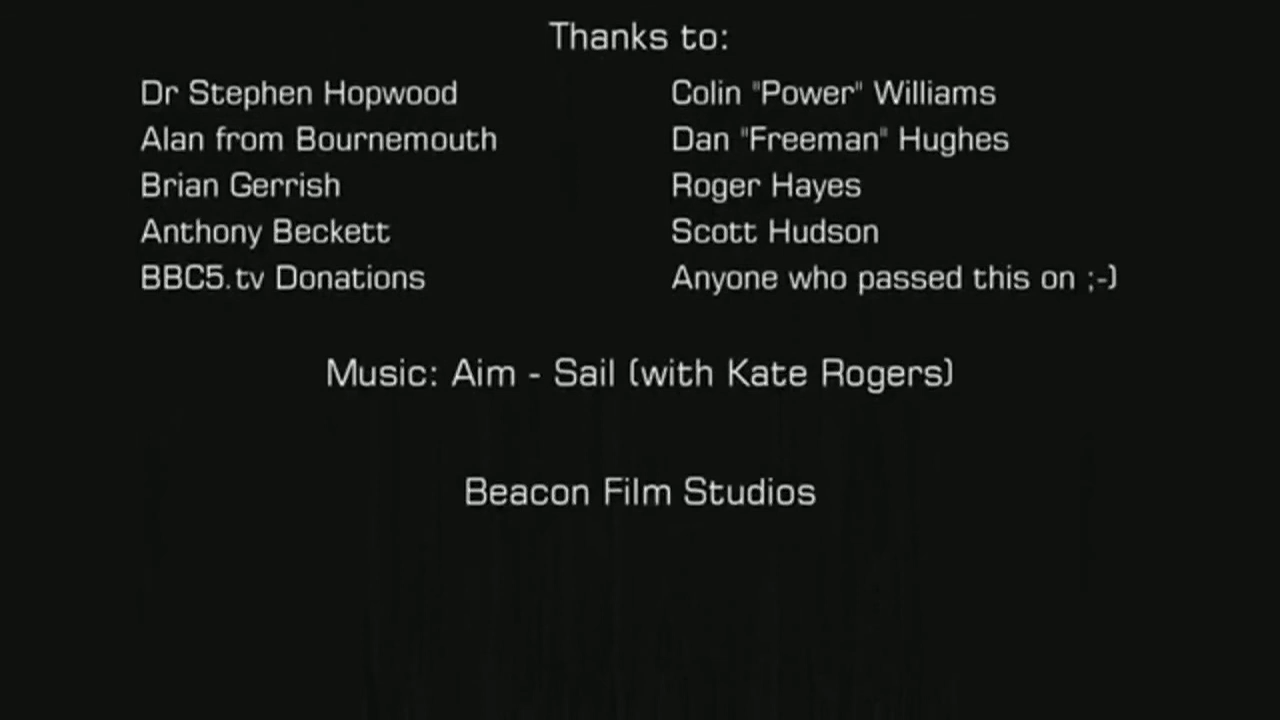 Thanks to:
Dr Stephen Hopwood
Alan from Bournemouth
Brian Gerrish
Anthony Beckett
BBC5.tv Donations
Colin "Power" Williams
Dan "Freeman" Hughes
Roger Hayes
Scott Hudson
Anyone who passed this on ;-)
Music: Aim - Sail (with Kate Rogers)
Beacon Film Studios